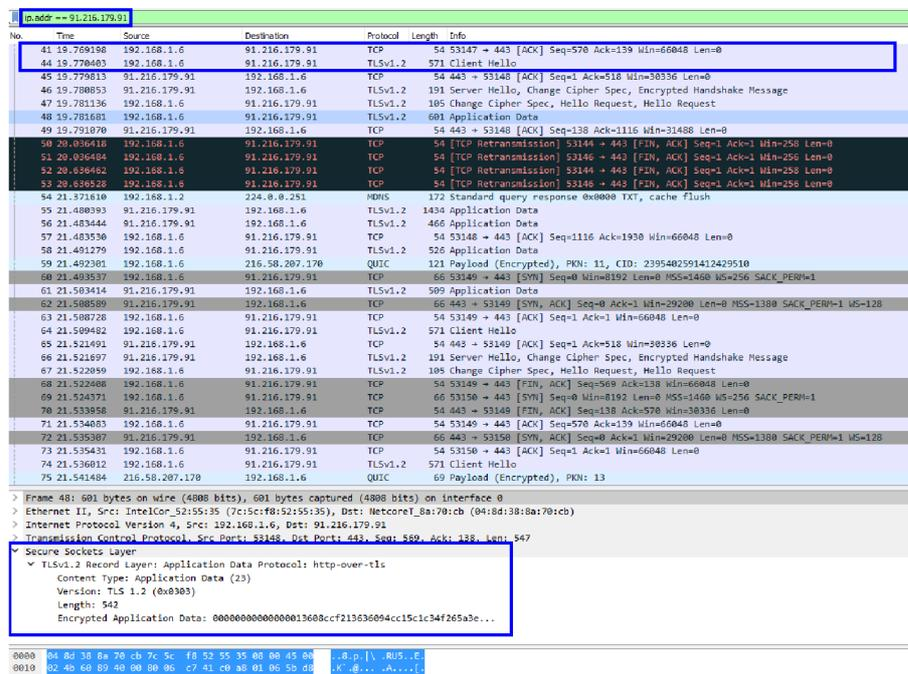 ip.addr == 91.216.179.91
No. Time Source Destination Protocol Length Info
41 19.769198 192.168.1.6 91.216.179.91 TCP 54 53147 → 443 [ACK] Seq=570 Ack=139 Win=66048 Len=0
44 19.770403 192.168.1.6 91.216.179.91 TLSv1.2 571 Client Hello
45 19.779813 91.216.179.91 192.168.1.6 TCP 54 443 → 53148 [ACK] Seq=1 Ack=518 Win=30336 Len=0
46 19.780853 91.216.179.91 192.168.1.6 TLSv1.2 191 Server Hello, Change Cipher Spec, Encrypted Handshake Message
47 19.781136 192.168.1.6 91.216.179.91 TLSv1.2 105 Change Cipher Spec, Hello Request, Hello Request
48 19.781681 192.168.1.6 91.216.179.91 TLSv1.2 601 Application Data
49 19.791070 91.216.179.91 192.168.1.6 TCP 54 443 → 53148 [ACK] Seq=138 Ack=1116 Win=31488 Len=0
50 20.036418 192.168.1.6 91.216.179.91 TCP 54 [TCP Retransmission] 53144 → 443 [FIN, ACK] Seq=1 Ack=1 Win=258 Len=0
51 20.036484 192.168.1.6 91.216.179.91 TCP 54 [TCP Retransmission] 53146 → 443 [FIN, ACK] Seq=1 Ack=1 Win=256 Len=0
52 20.036462 192.168.1.6 91.216.179.91 TCP 54 [TCP Retransmission] 53144 → 443 [FIN, ACK] Seq=1 Ack=1 Win=258 Len=0
53 20.036528 192.168.1.6 91.216.179.91 TCP 54 [TCP Retransmission] 53146 → 443 [FIN, ACK] Seq=1 Ack=1 Win=256 Len=0
54 21.371610 192.168.1.2 224.0.0.251 MDNS 172 Standard query response 0x0000 TXT, cache flush
55 21.480393 91.216.179.91 192.168.1.6 TLSv1.2 1434 Application Data
56 21.483444 91.216.179.91 192.168.1.6 TLSv1.2 466 Application Data
57 21.483530 192.168.1.6 91.216.179.91 TCP 54 53148 → 443 [ACK] Seq=1116 Ack=1930 Win=66048 Len=0
58 21.491279 192.168.1.6 91.216.179.91 TLSv1.2 526 Application Data
59 21.492301 192.168.1.6 216.58.207.170 QUIC 121 Payload (Encrypted), PKN: 11, CID: 2395402591412429510
60 21.493537 192.168.1.6 91.216.179.91 TCP 66 53149 → 443 [SYN] Seq=0 Win=8192 Len=0 MSS=1460 WS=256 SACK_PERM=1
61 21.503414 91.216.179.91 192.168.1.6 TLSv1.2 509 Application Data
62 21.508589 91.216.179.91 192.168.1.6 TCP 66 443 → 53149 [SYN, ACK] Seq=0 Ack=1 Win=29200 Len=0 MSS=1380 SACK_PERM=1 WS=128
63 21.508728 192.168.1.6 91.216.179.91 TCP 54 53149 → 443 [ACK] Seq=1 Ack=1 Win=66048 Len=0
64 21.509482 192.168.1.6 91.216.179.91 TLSv1.2 571 Client Hello
65 21.521491 91.216.179.91 192.168.1.6 TCP 54 443 → 53149 [ACK] Seq=1 Ack=518 Win=30336 Len=0
66 21.521697 91.216.179.91 192.168.1.6 TLSv1.2 191 Server Hello, Change Cipher Spec, Encrypted Handshake Message
67 21.522059 192.168.1.6 91.216.179.91 TLSv1.2 105 Change Cipher Spec, Hello Request, Hello Request
68 21.522408 192.168.1.6 91.216.179.91 TCP 54 53149 → 443 [FIN, ACK] Seq=569 Ack=138 Win=66048 Len=0
69 21.524371 192.168.1.6 91.216.179.91 TCP 66 53150 → 443 [SYN] Seq=0 Win=8192 Len=0 MSS=1460 WS=256 SACK_PERM=1
70 21.533958 91.216.179.91 192.168.1.6 TCP 54 443 → 53149 [FIN, ACK] Seq=138 Ack=570 Win=30336 Len=0
71 21.534083 192.168.1.6 91.216.179.91 TCP 54 53149 → 443 [ACK] Seq=570 Ack=139 Win=66048 Len=0
72 21.535307 91.216.179.91 192.168.1.6 TCP 66 443 → 53150 [SYN, ACK] Seq=0 Ack=1 Win=29200 Len=0 MSS=1380 SACK_PERM=1 WS=128
73 21.535431 192.168.1.6 91.216.179.91 TCP 54 53150 → 443 [ACK] Seq=1 Ack=1 Win=66048 Len=0
74 21.536012 192.168.1.6 91.216.179.91 TLSv1.2 571 Client Hello
75 21.541484 216.58.207.170 192.168.1.6 QUIC 69 Payload (Encrypted), PKN: 13
Frame 48: 601 bytes on wire (4808 bits), 601 bytes captured (4808 bits) on interface 0
Ethernet II, Src: IntelCor_52:55:35 (7c:5c:f8:52:55:35), Dst: NetcoreT_8a:70:cb (04:8d:38:8a:70:cb)
Internet Protocol Version 4, Src: 192.168.1.6, Dst: 91.216.179.91
Transmission Control Protocol, Src Port: 53148, Dst Port: 443, Seq: 569, Ack: 138, Len: 547
Secure Sockets Layer
TLSv1.2 Record Layer: Application Data Protocol: http-over-tls
Content Type: Application Data (23)
Version: TLS 1.2 (0x0303)
Length: 542
Encrypted Application Data: 00000000000000013608ccf213636094cc15c1c34f265a3e...
0000 04 8d 38 8a 70 cb 7c 5c f8 52 55 35 08 00 45 00 ..8.p.|\ .RU5..E.
0010 02 4b 60 89 40 00 80 06 c7 41 c0 a8 01 06 5b d8 .K`.@... .A....[.